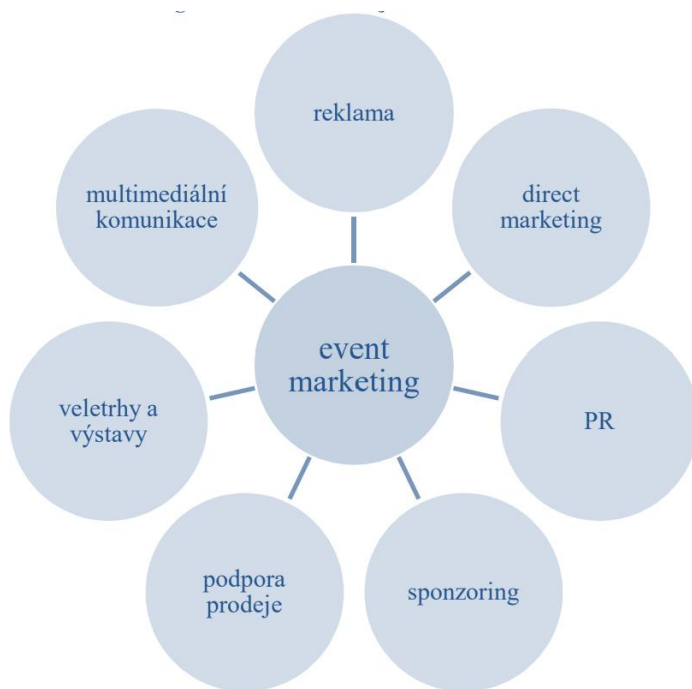 reklama
direct
marketing
PR
sponzoring
podpora
prodeje
veletrhy a
výstavy
multimediální
komunikace
event
marketing